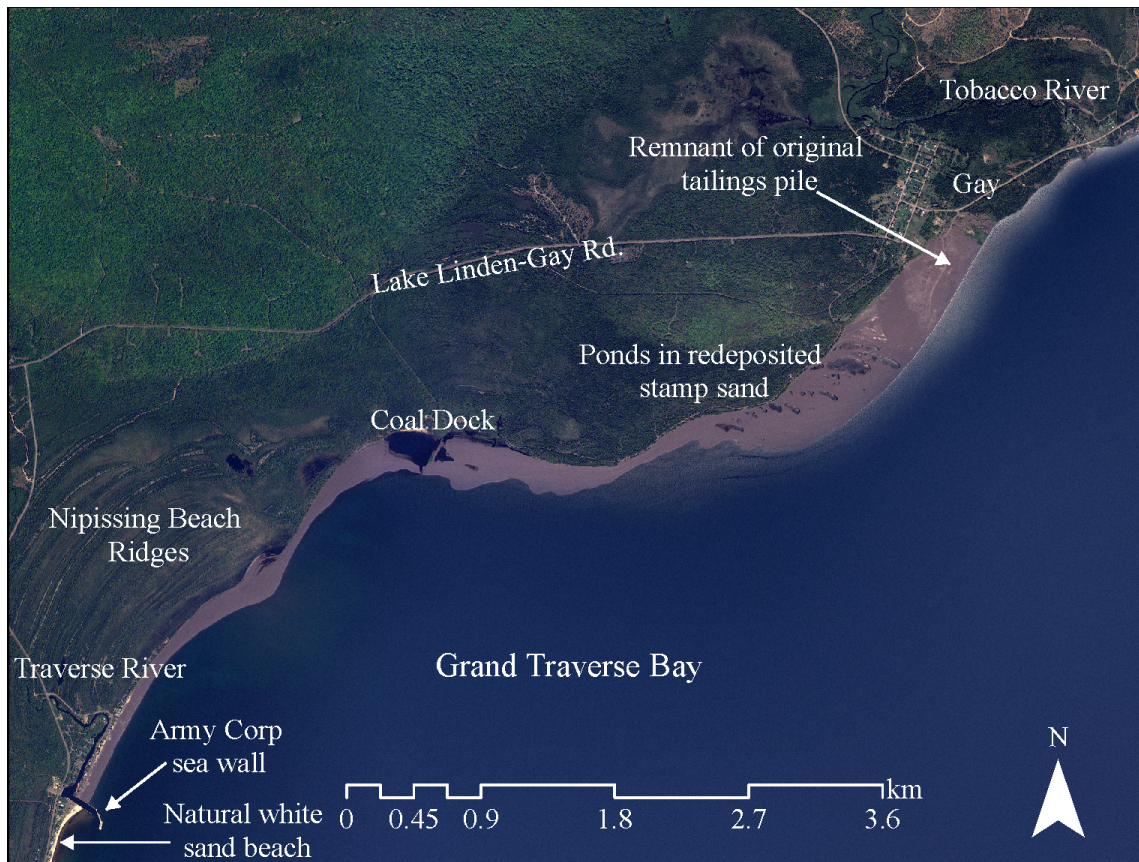 Tobacco River
Remnant of original
tailings pile
Gay
Lake Linden-Gay Rd.
Ponds in redeposited
stamp sand
Coal Dock
Nipissing Beach
Ridges
Traverse River
Grand Traverse Bay
Army Corp
sea wall
Natural white
sand beach
N
km
0 0.45 0.9 1.8 2.7 3.6